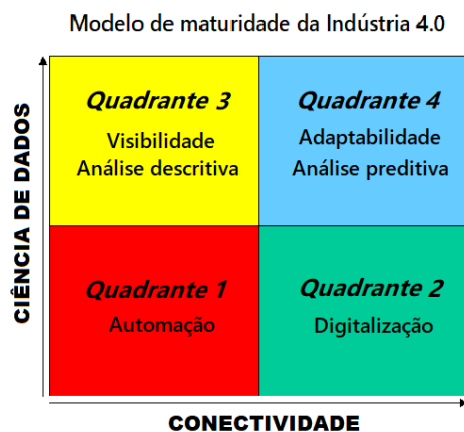 Modelo de maturidade da Indústria 4.0
CIÊNCIA DE DADOS
Quadrante 3
Visibilidade
Análise descritiva
Quadrante 4
Adaptabilidade
Análise preditiva
Quadrante 1
Automação
Quadrante 2
Digitalização
CONECTIVIDADE